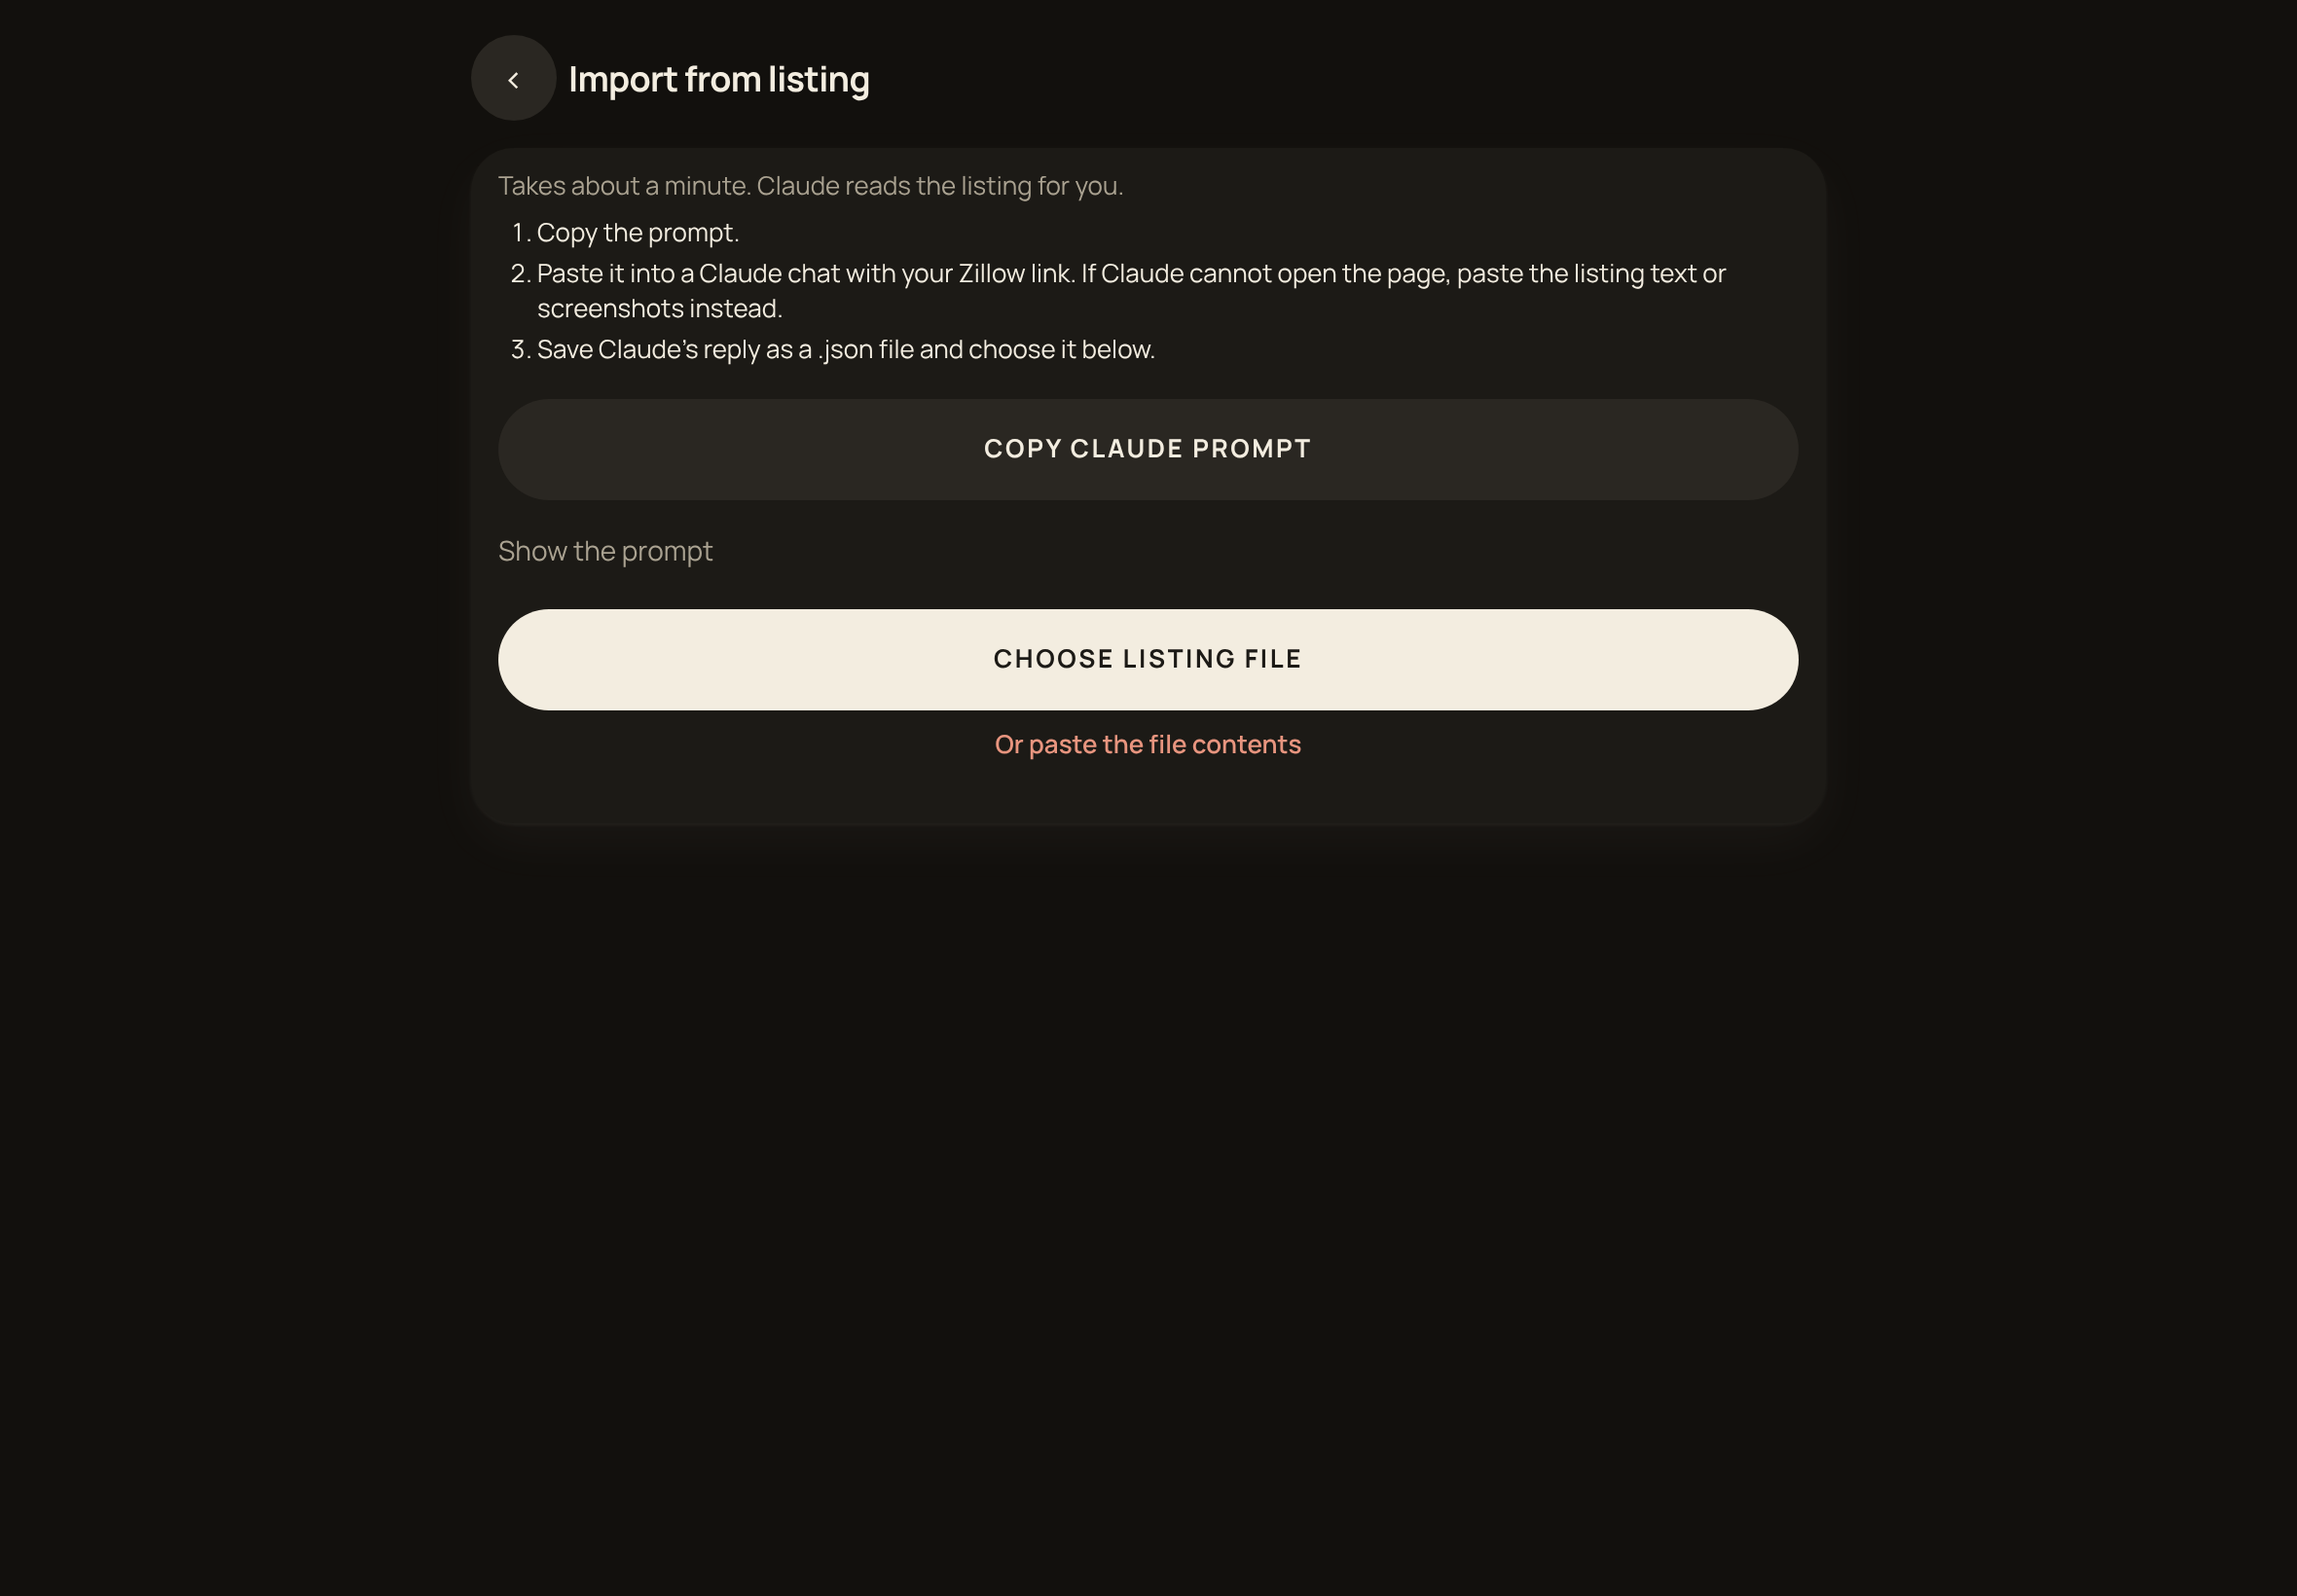 Import from listing
Takes about a minute. Claude reads the listing for you.
1. Copy the prompt.
2. Paste it into a Claude chat with your Zillow link. If Claude cannot open the page, paste the listing text or
screenshots instead.
3. Save Claude’s reply as a .json file and choose it below.
COPY CLAUDE PROMPT
Show the prompt
CHOOSE LISTING FILE
Or paste the file contents